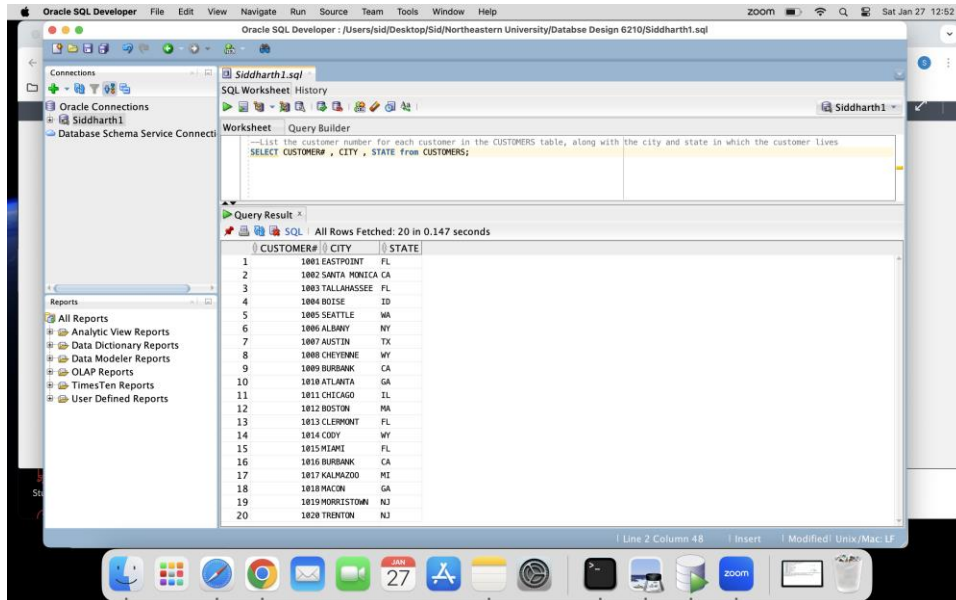 Oracle SQL Developer File Edit View Navigate Run Source Team Tools Window Help zoom Sat Jan 27 12:52
Oracle SQL Developer : /Users/sid/Desktop/Sid/Northeastern University/Databse Design 6210/Siddharth1.sql
Connections
Oracle Connections
Siddharth1
Database Schema Service Connecti
Siddharth1.sql
SQL Worksheet History
Siddharth1
Worksheet Query Builder
--List the customer number for each customer in the CUSTOMERS table, along with the city and state in which the customer lives
SELECT CUSTOMER# , CITY , STATE from CUSTOMERS;
Query Result
SQL | All Rows Fetched: 20 in 0.147 seconds
CUSTOMER# CITY STATE
1 1001 EASTPOINT FL
2 1002 SANTA MONICA CA
3 1003 TALLAHASSEE FL
4 1004 BOISE ID
5 1005 SEATTLE WA
6 1006 ALBANY NY
7 1007 AUSTIN TX
8 1008 CHEYENNE WY
9 1009 BURBANK CA
10 1010 ATLANTA GA
11 1011 CHICAGO IL
12 1012 BOSTON MA
13 1013 CLERMONT FL
14 1014 CODY WY
15 1015 MIAMI FL
16 1016 BURBANK CA
17 1017 KALMAZOO MI
18 1018 MACON GA
19 1019 MORRISTOWN NJ
20 1020 TRENTON NJ
Reports
All Reports
Analytic View Reports
Data Dictionary Reports
Data Modeler Reports
OLAP Reports
TimesTen Reports
User Defined Reports
Line 2 Column 48 | Insert | Modified | Unix/Mac: LF
S
Stu
JAN
27
zoom